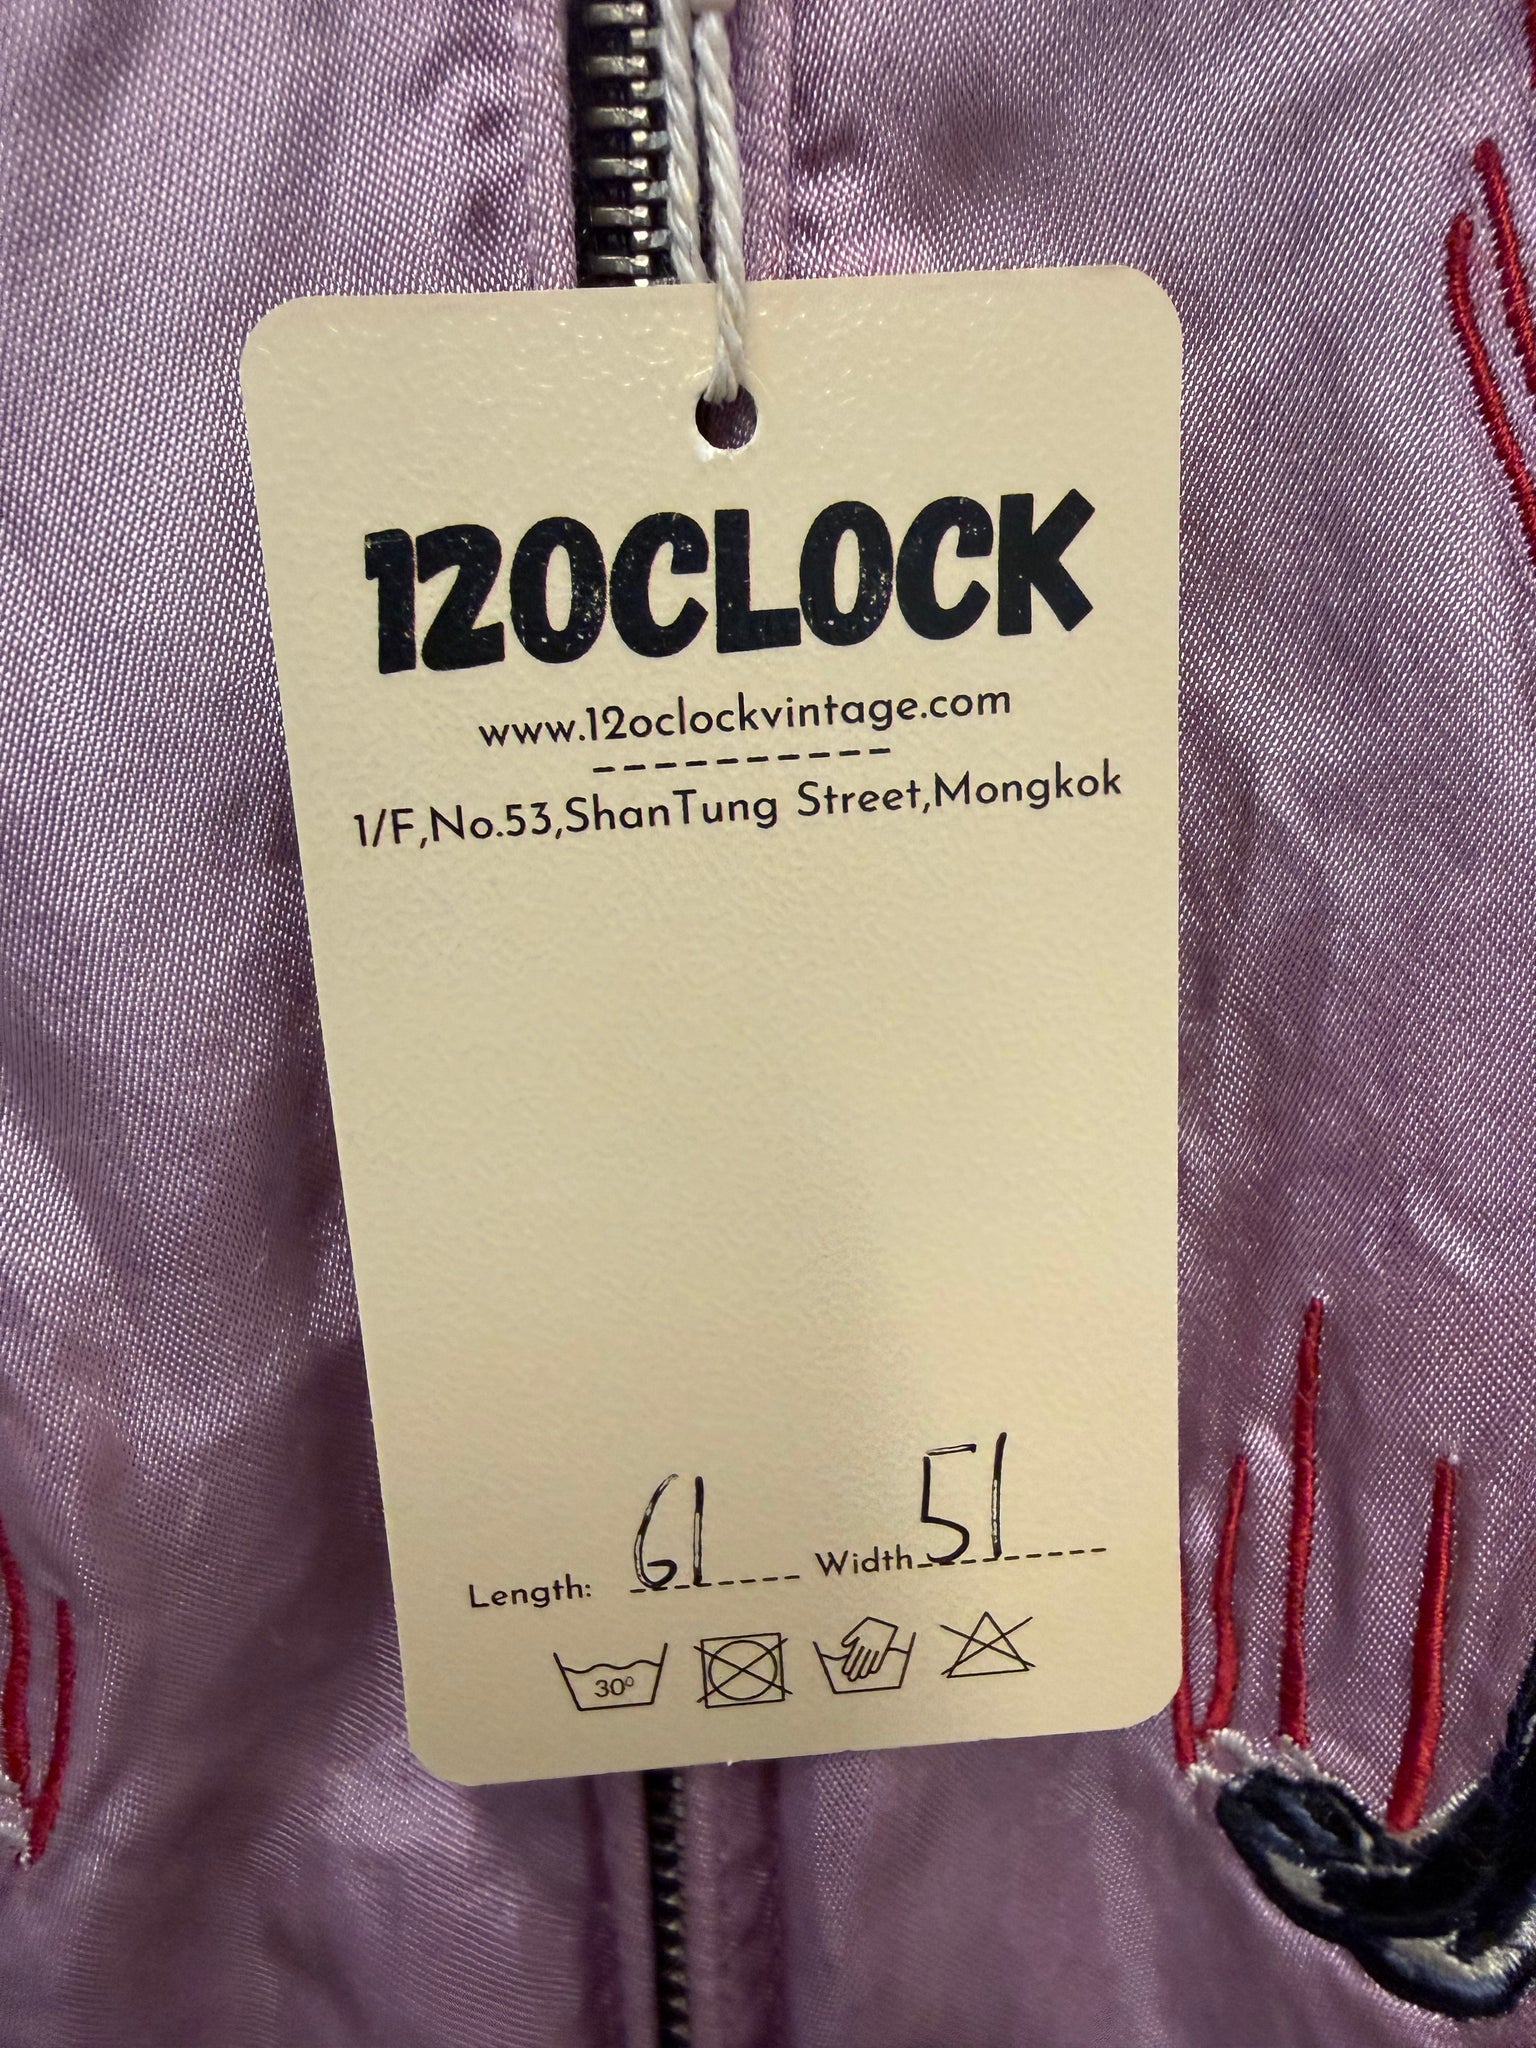 12OCLOCK
www.12oclockvintage.com
1/F,No.53,ShanTung Street,Mongkok
Length: 61 Width 51
30°